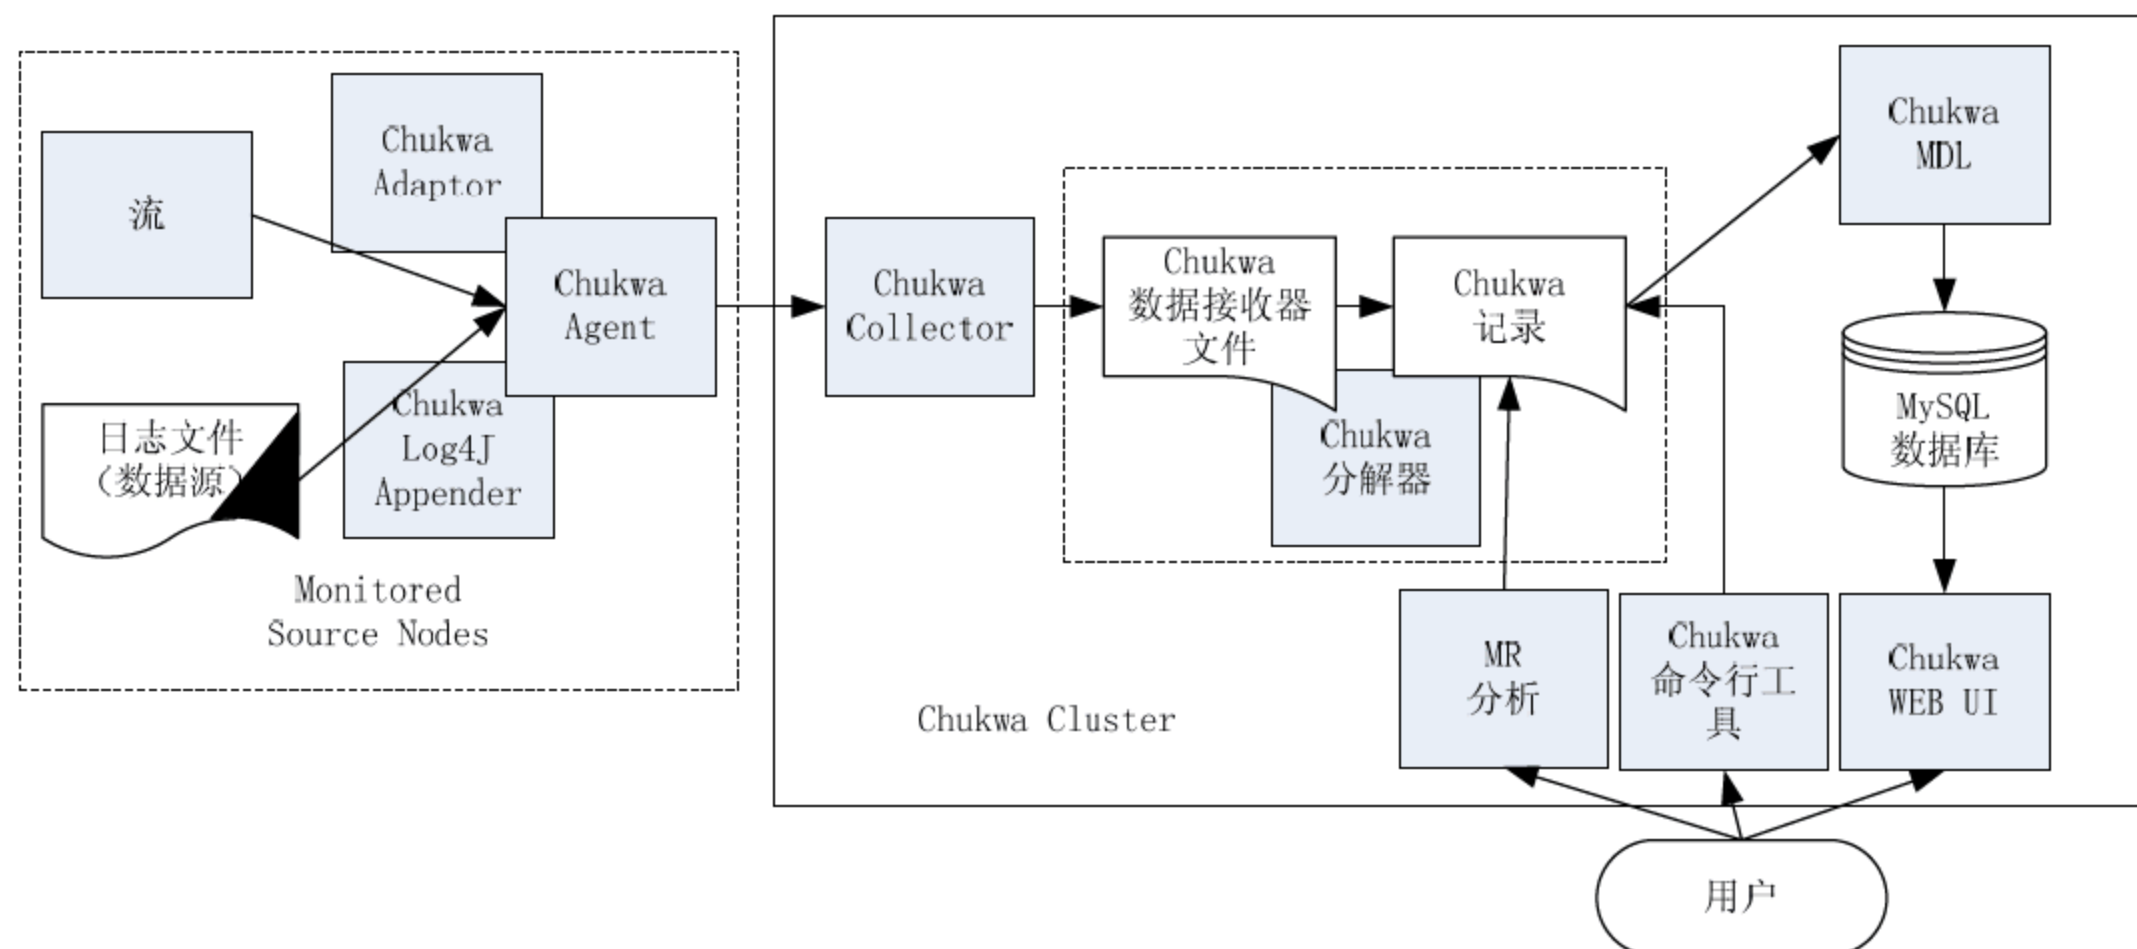 流
Chukwa
Adaptor
Chukwa
Agent
日志文件
(数据源)
Chukwa
Log4J
Appender
Monitored
Source Nodes
Chukwa
Collector
Chukwa
数据接收器
文件
Chukwa
记录
Chukwa
分解器
Chukwa
MDL
MySQL
数据库
MR
分析
Chukwa
命令行工
具
Chukwa
WEB UI
Chukwa Cluster
用户